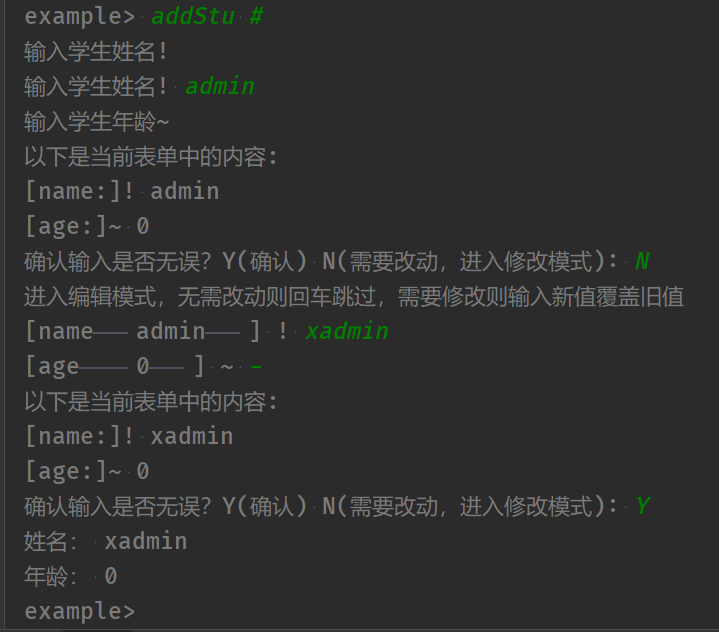 example> addStu #
输入学生姓名!
输入学生姓名! admin
输入学生年龄~
以下是当前表单中的内容:
[name:]! admin
[age:]~ 0
确认输入是否无误? Y(确认) N(需要改动, 进入修改模式): N
进入编辑模式, 无需改动则回车跳过, 需要修改则输入新值覆盖旧值
[name—— admin—— ] ! xadmin
[age—— 0—— ] ~ -
以下是当前表单中的内容:
[name:]! xadmin
[age:]~ 0
确认输入是否无误? Y(确认) N(需要改动, 进入修改模式): Y
姓名: xadmin
年龄: 0
example>